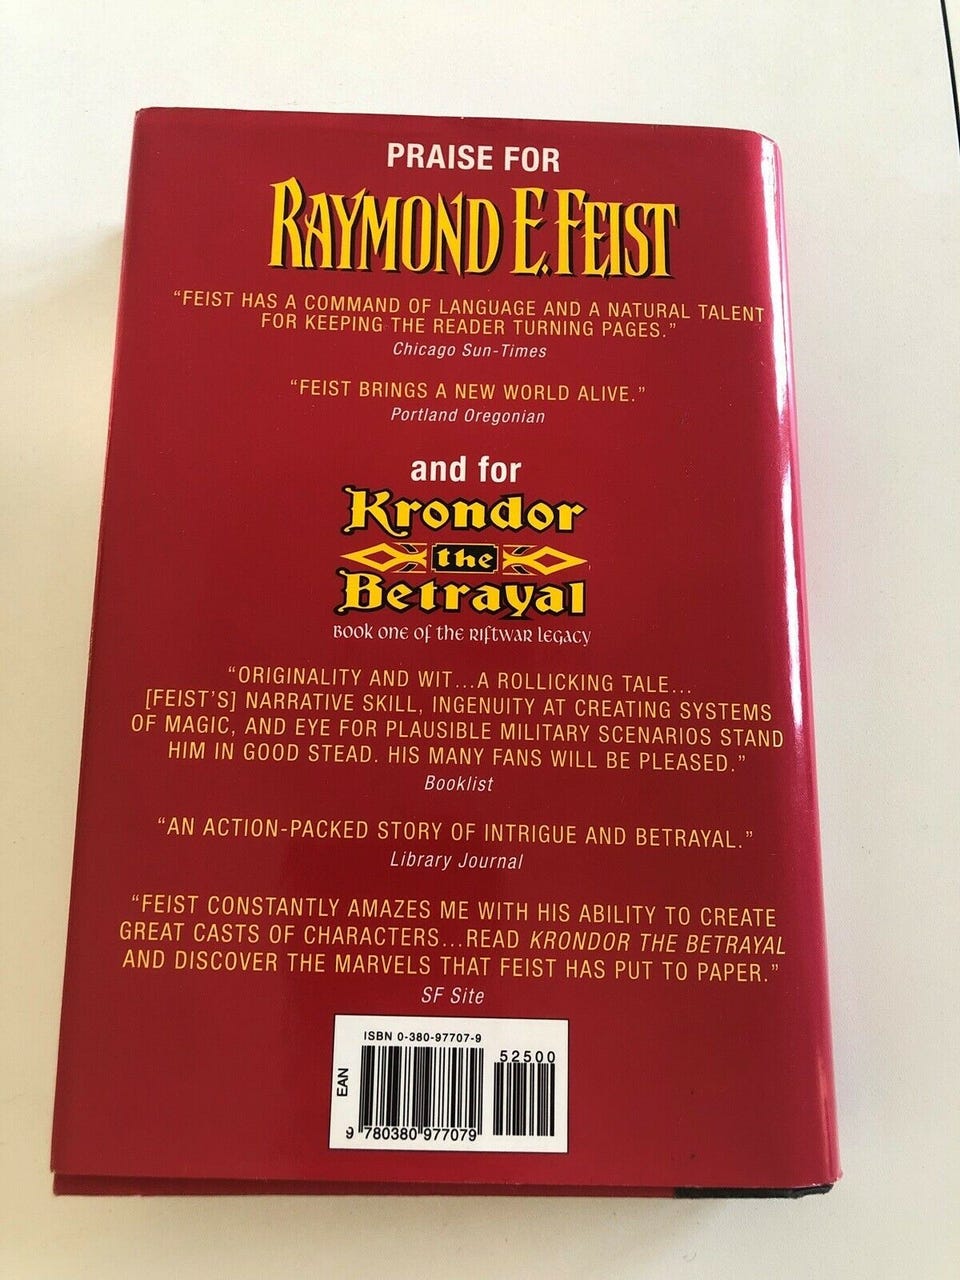 PRAISE FOR
RAYMOND E. FEIST
“FEIST HAS A COMMAND OF LANGUAGE AND A NATURAL TALENT
FOR KEEPING THE READER TURNING PAGES.”
Chicago Sun-Times
“FEIST BRINGS A NEW WORLD ALIVE.”
Portland Oregonian
and for
Krondor
the
Betrayal
BOOK ONE OF THE RIFTWAR LEGACY
“ORIGINALITY AND WIT...A ROLLICKING TALE...
[FEIST'S] NARRATIVE SKILL, INGENUITY AT CREATING SYSTEMS
OF MAGIC, AND EYE FOR PLAUSIBLE MILITARY SCENARIOS STAND
HIM IN GOOD STEAD. HIS MANY FANS WILL BE PLEASED.”
Booklist
“AN ACTION-PACKED STORY OF INTRIGUE AND BETRAYAL.”
Library Journal
“FEIST CONSTANTLY AMAZES ME WITH HIS ABILITY TO CREATE
GREAT CASTS OF CHARACTERS...READ KRONDOR THE BETRAYAL
AND DISCOVER THE MARVELS THAT FEIST HAS PUT TO PAPER.”
SF Site
ISBN 0-380-97707-9
52500
EAN
9 780380 977079